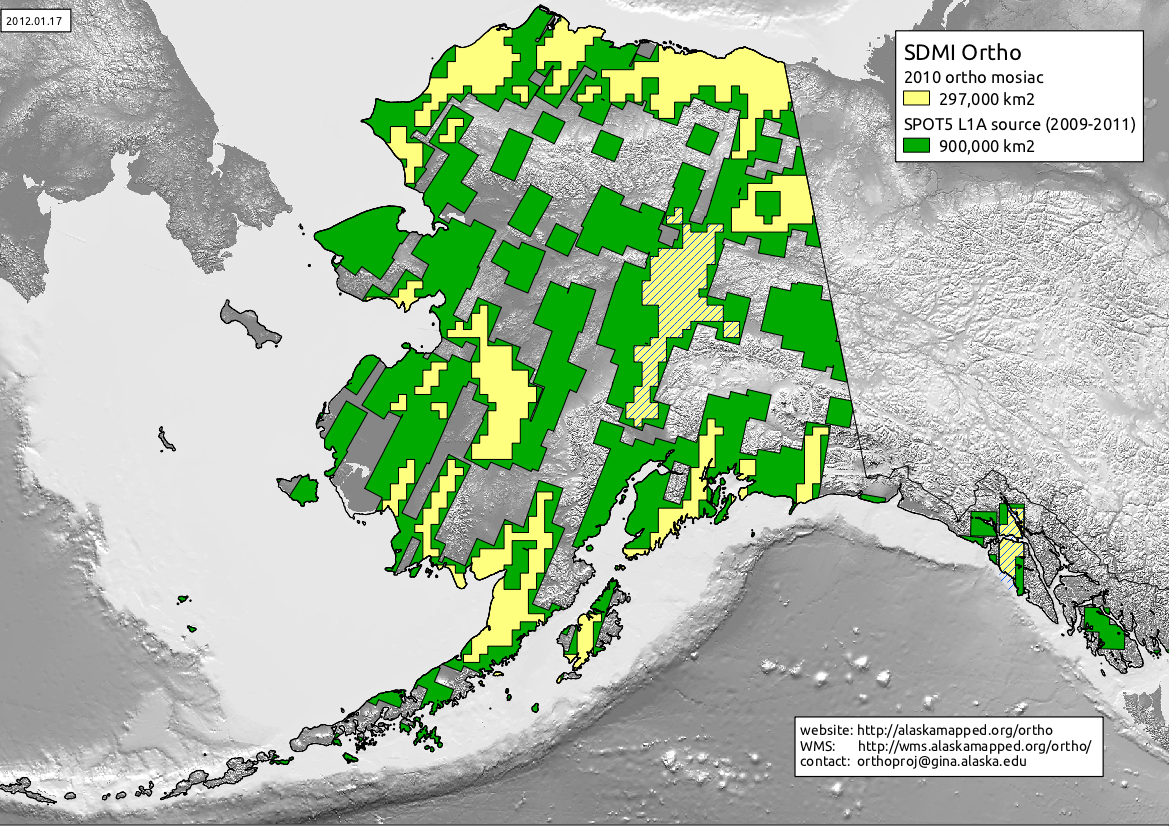 2012.01.17
SDMI Ortho
2010 ortho mosiac
297,000 km2
SPOT5 L1A source (2009-2011)
900,000 km2
website: http://alaskamapped.org/ortho
WMS: http://wms.alaskamapped.org/ortho/
contact: orthoproj@gina.alaska.edu